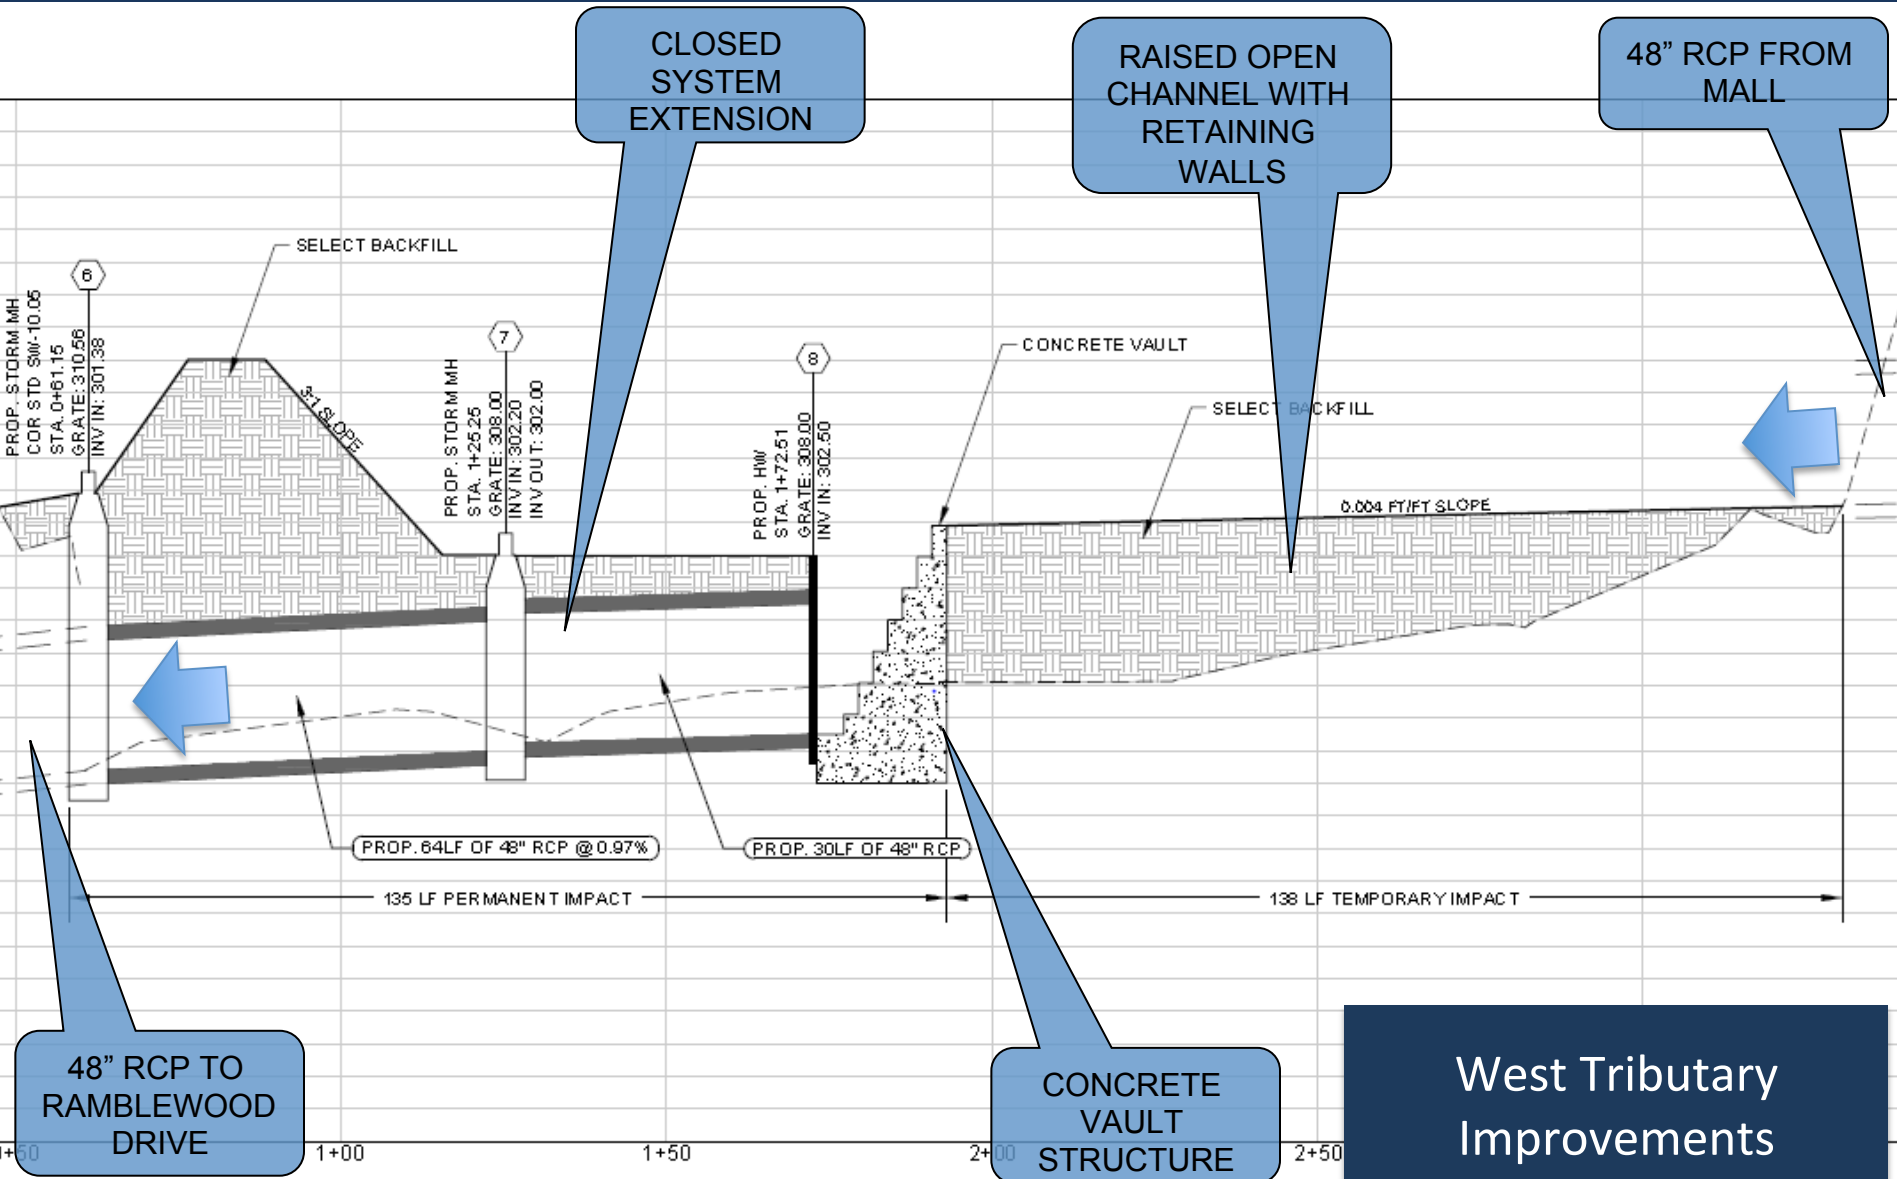 CLOSED
SYSTEM
EXTENSION
RAISED OPEN
CHANNEL WITH
RETAINING
WALLS
48” RCP FROM
MALL
SELECT BACKFILL
6
PROP. STORM MH
COR STD SW-10.05
STA. 0+61.15
GRATE: 310.56
INV IN: 301.38
3:1 SLOPE
7
PROP. STORM MH
STA. 1+25.25
GRATE: 308.00
INV IN: 302.20
INV OUT: 302.00
8
PROP. HW
STA. 1+72.51
GRATE: 308.00
INV IN: 302.50
CONCRETE VAULT
SELECT BACKFILL
0.004 FT/FT SLOPE
PROP. 64LF OF 48" RCP @ 0.97%
PROP. 30LF OF 48" RCP
135 LF PERMANENT IMPACT
138 LF TEMPORARY IMPACT
48” RCP TO
RAMBLEWOOD
DRIVE
CONCRETE
VAULT
STRUCTURE
West Tributary
Improvements
+50
1+00
1+50
2+00
2+50